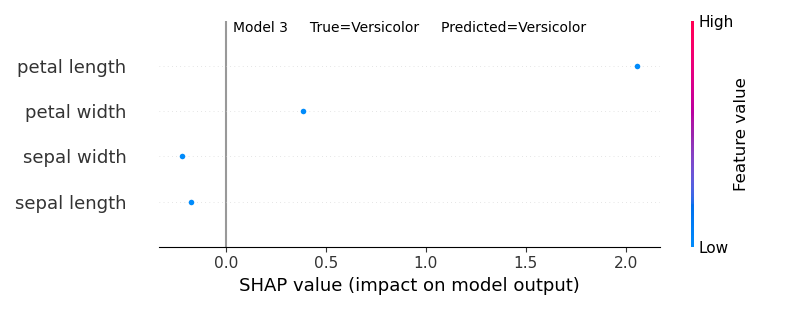 Model 3 True=Versicolor Predicted=Versicolor
High
petal length
petal width
sepal width
sepal length
Feature value
Low
0.0 0.5 1.0 1.5 2.0
SHAP value (impact on model output)